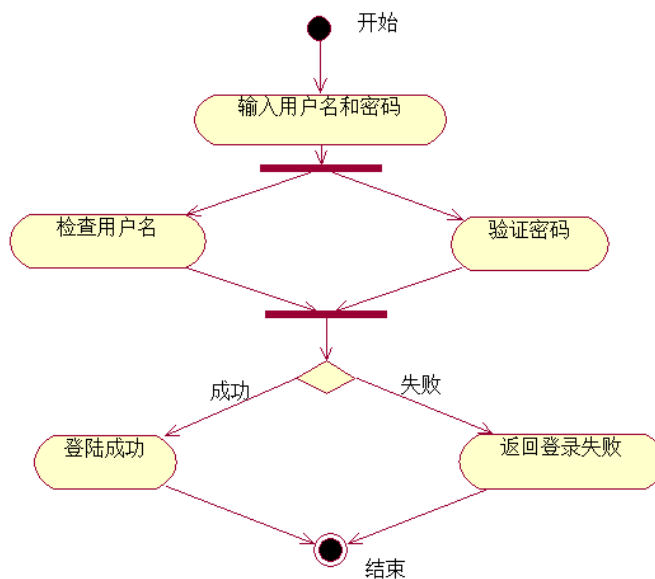 开始
输入用户名和密码
检查用户名
验证密码
成功
失败
登陆成功
返回登录失败
结束